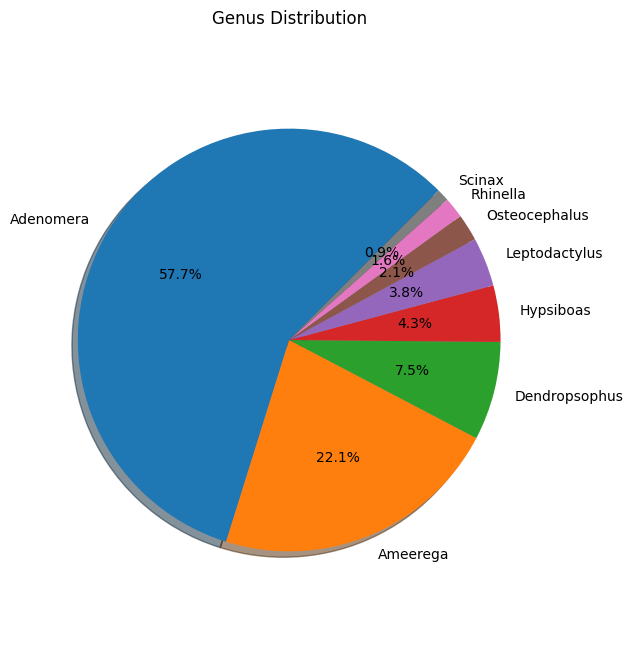 Genus Distribution
Scinax
Rhinella
Osteocephalus
Leptodactylus
Hypsiboas
Dendropsophus
Ameerega
Adenomera
0.9%
1.6%
2.1%
3.8%
4.3%
7.5%
22.1%
57.7%